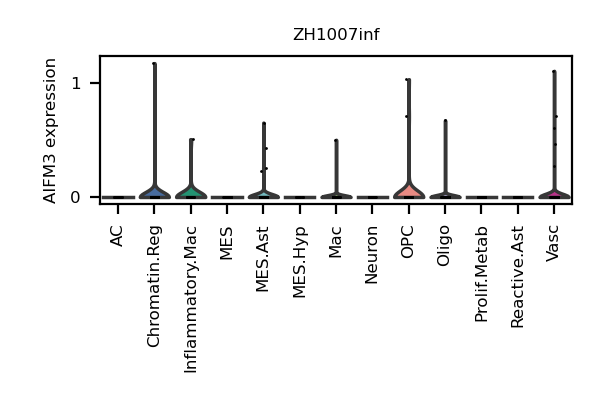 ZH1007inf
AIFM3 expression
1
0
AC
Chromatin.Reg
Inflammatory.Mac
MES
MES.Ast
MES.Hyp
Mac
Neuron
OPC
Oligo
Prolif.Metab
Reactive.Ast
Vasc